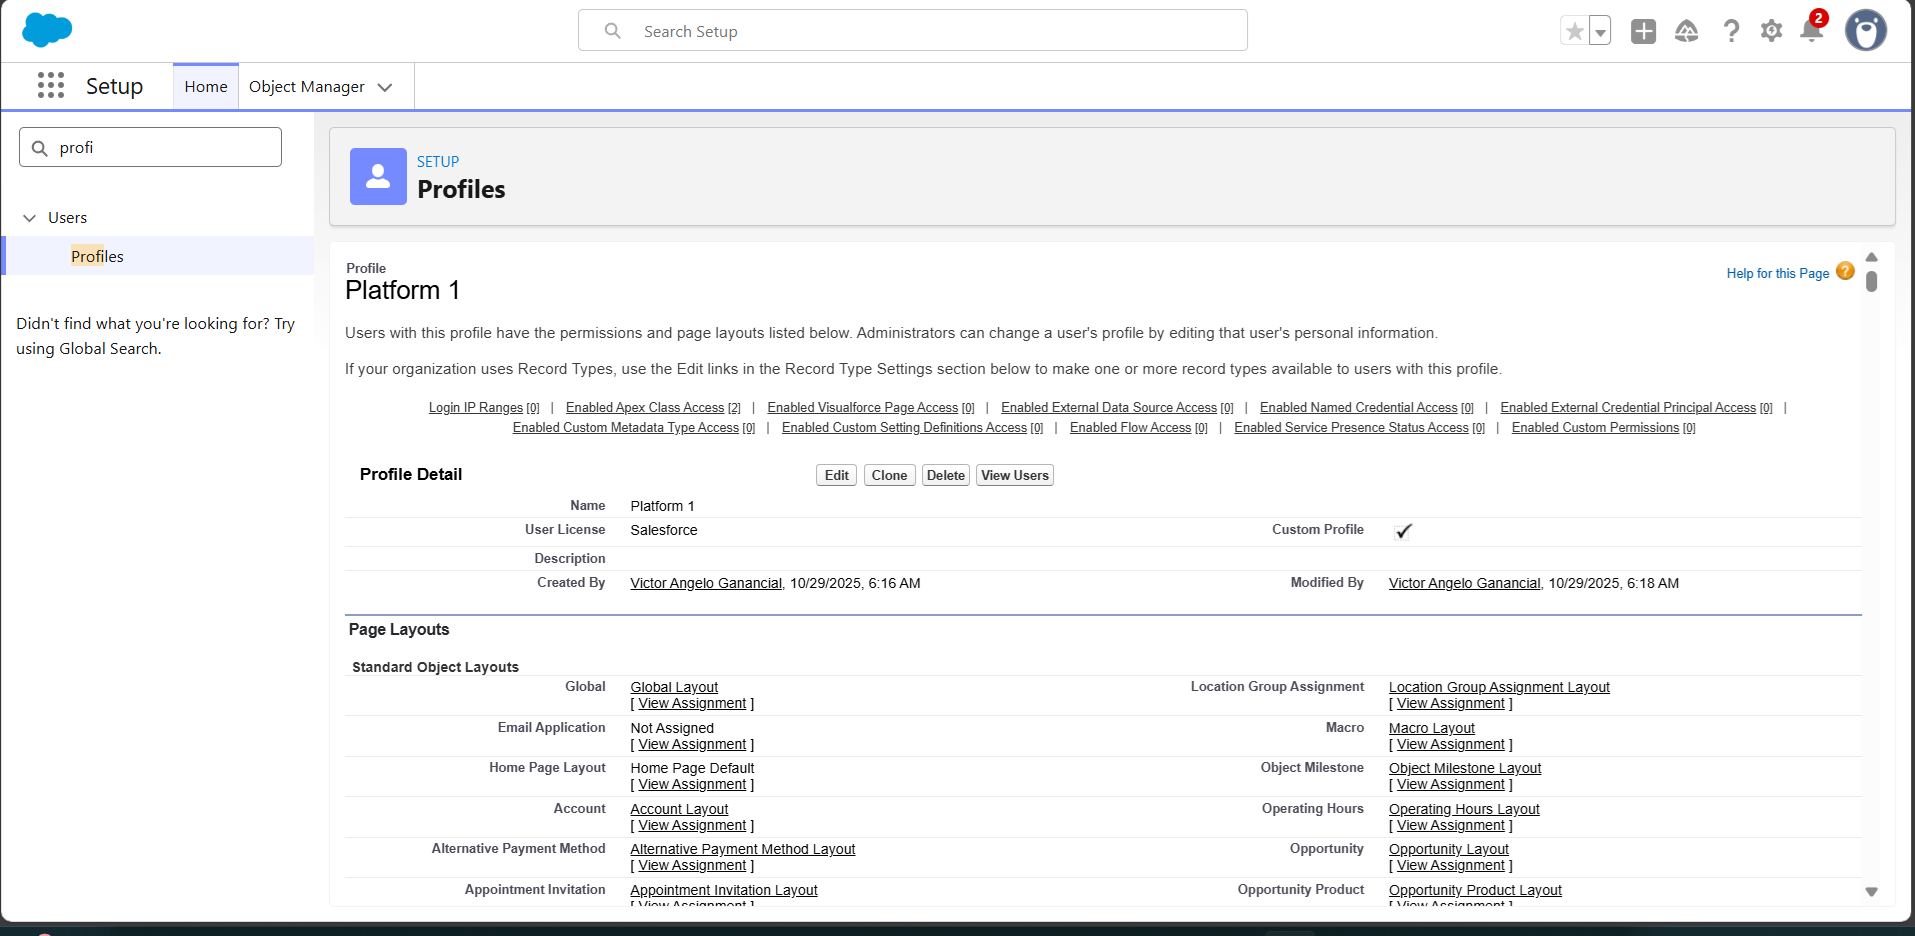 Search Setup
2
Setup
Home
Object Manager
profi
Users
Profiles
Didn't find what you're looking for? Try
using Global Search.
SETUP
Profiles
Profile
Platform 1
Help for this Page ?
Users with this profile have the permissions and page layouts listed below. Administrators can change a user's profile by editing that user's personal information.
If your organization uses Record Types, use the Edit links in the Record Type Settings section below to make one or more record types available to users with this profile.
Login IP Ranges [0] | Enabled Apex Class Access [2] | Enabled Visualforce Page Access [0] | Enabled External Data Source Access [0] | Enabled Named Credential Access [0] | Enabled External Credential Principal Access [0] |
Enabled Custom Metadata Type Access [0] | Enabled Custom Setting Definitions Access [0] | Enabled Flow Access [0] | Enabled Service Presence Status Access [0] | Enabled Custom Permissions [0]
Profile Detail Edit Clone Delete View Users
Name Platform 1
User License Salesforce Custom Profile
Description
Created By Victor Angelo Ganancial, 10/29/2025, 6:16 AM Modified By Victor Angelo Ganancial, 10/29/2025, 6:18 AM
Page Layouts
Standard Object Layouts
Global Global Layout Location Group Assignment Location Group Assignment Layout
[ View Assignment ] [ View Assignment ]
Email Application Not Assigned Macro Macro Layout
[ View Assignment ] [ View Assignment ]
Home Page Layout Home Page Default Object Milestone Object Milestone Layout
[ View Assignment ] [ View Assignment ]
Account Account Layout Operating Hours Operating Hours Layout
[ View Assignment ] [ View Assignment ]
Alternative Payment Method Alternative Payment Method Layout Opportunity Opportunity Layout
[ View Assignment ] [ View Assignment ]
Appointment Invitation Appointment Invitation Layout Opportunity Product Opportunity Product Layout
[ View Assignment ] [ View Assignment ]